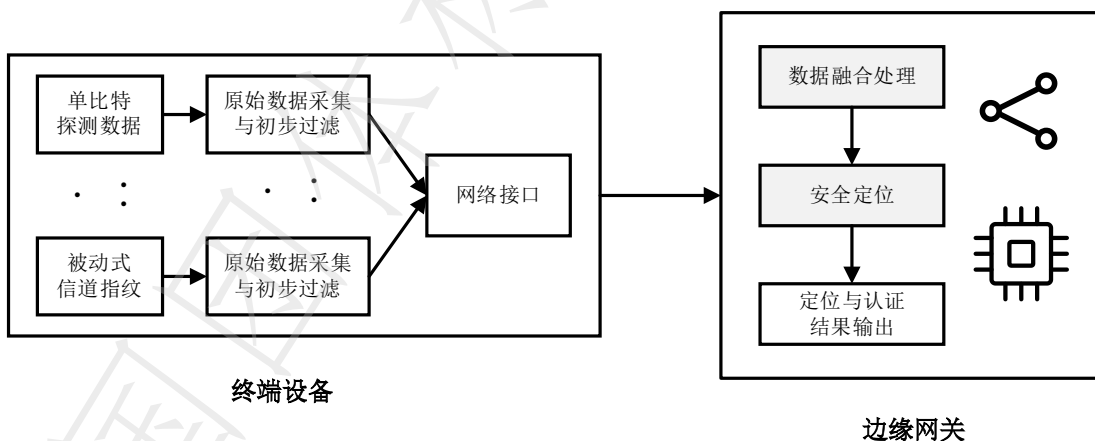 单比特
探测数据
原始数据采集
与初步过滤
网络接口
被动式
信道指纹
原始数据采集
与初步过滤
终端设备
数据融合处理
安全定位
定位与认证
结果输出
边缘网关